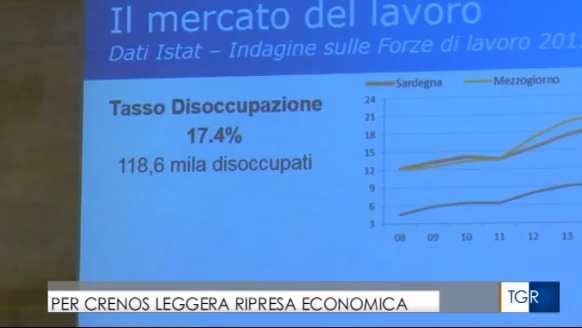 Il mercato del lavoro
Dati Istat – Indagine sulle Forze di lavoro
Tasso Disoccupazione
17.4%
118,6 mila disoccupati
Sardegna
Mezzogiorno
24
21
18
15
12
9
6
3
08 09 10 11 12 13
PER CRENOS LEGGERA RIPRESA ECONOMICA
TGR